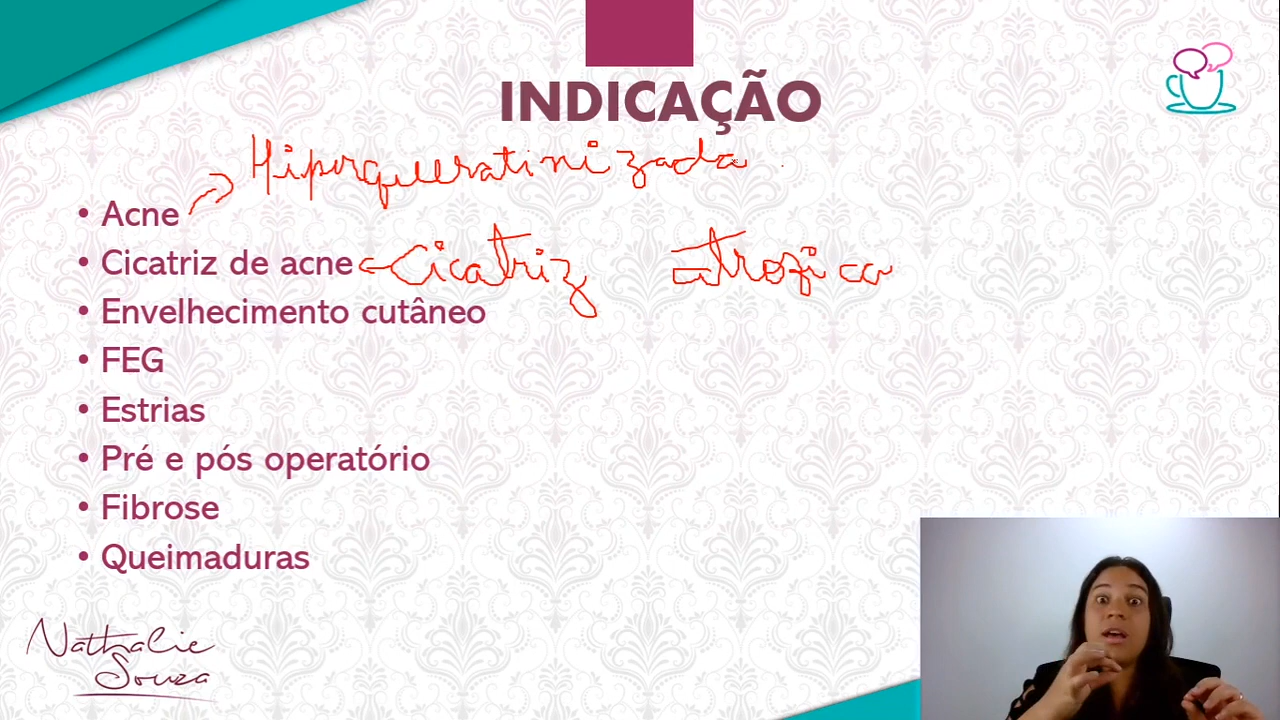 INDICAÇÃO
Hiperqueratinizada
• Acne
• Cicatriz de acne Cicatriz atrofica
• Envelhecimento cutâneo
• FEG
• Estrias
• Pré e pós operatório
• Fibrose
• Queimaduras
Nathalie
Souza